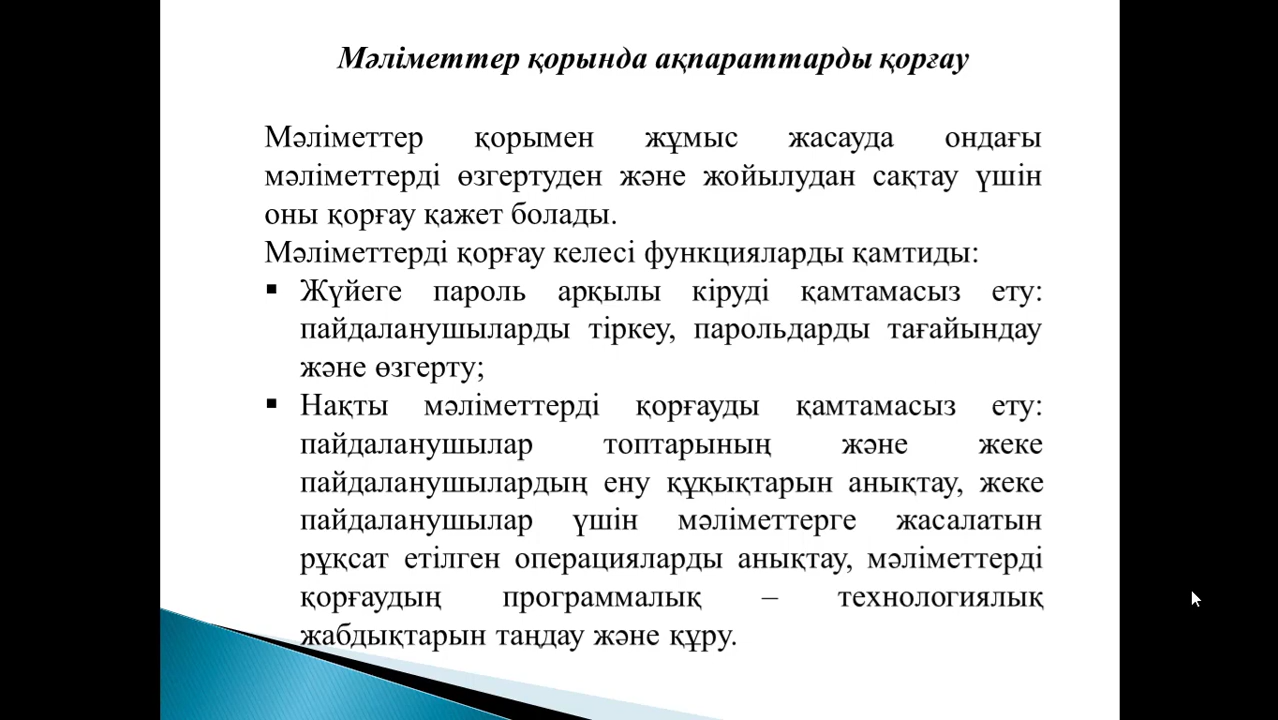 Мәліметтер қорында ақпараттарды қорғау
Мәліметтер қорымен жұмыс жасауда ондағы
мәліметтерді өзгертуден және жойылудан сақтау үшін
оны қорғау қажет болады.
Мәліметтерді қорғау келесі функцияларды қамтиды:
▪ Жүйеге пароль арқылы кіруді қамтамасыз ету:
пайдаланушыларды тіркеу, парольдарды тағайындау
және өзгерту;
▪ Нақты мәліметтерді қорғауды қамтамасыз ету:
пайдаланушылар топтарының және жеке
пайдаланушылардың ену құқықтарын анықтау, жеке
пайдаланушылар үшін мәліметтерге жасалатын
рұқсат етілген операцияларды анықтау, мәліметтерді
қорғаудың программалық – технологиялық
жабдықтарын таңдау және құру.